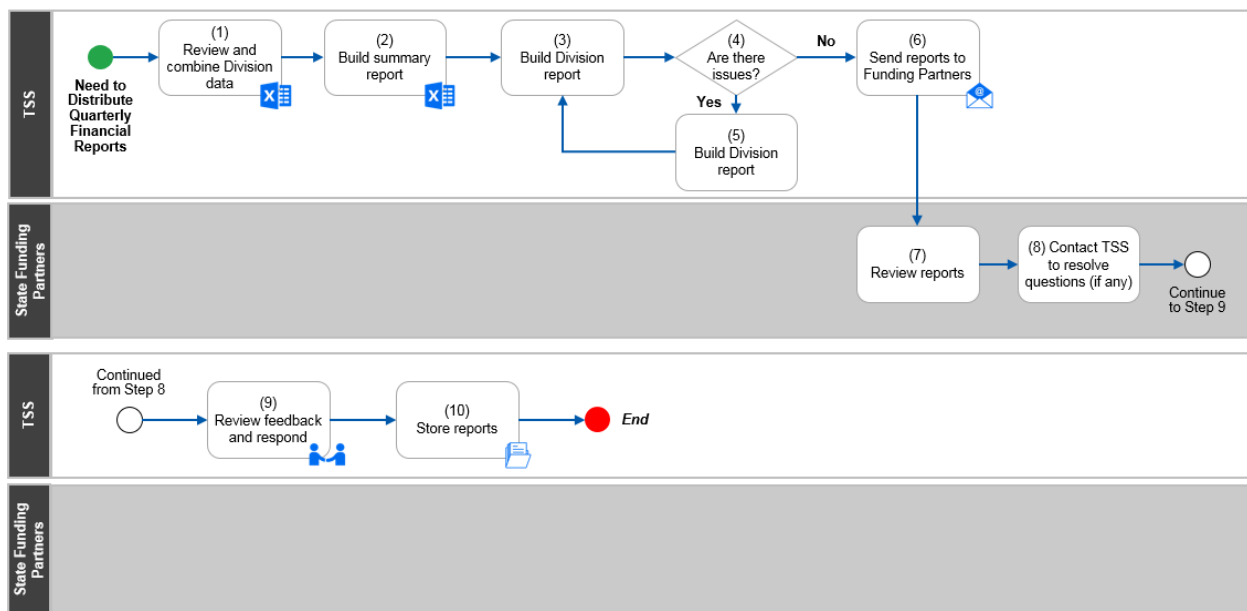 TSS
Need to
Distribute
Quarterly
Financial
Reports
(1)
Review and
combine Division
data
(2)
Build summary
report
(3)
Build Division
report
(4)
Are there
issues?
No
Yes
(5)
Build Division
report
(6)
Send reports to
Funding Partners
@
State Funding
Partners
(7)
Review reports
(8) Contact TSS
to resolve
questions (if any)
Continue
to Step 9
TSS
Continued
from Step 8
(9)
Review feedback
and respond
(10)
Store reports
End
State Funding
Partners